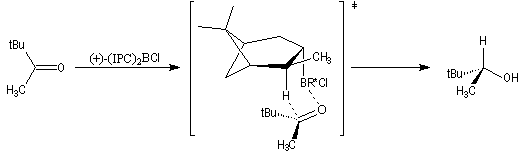 tBu
H₃C
O
(+)-(IPC)₂BCl
CH₃
H
BR*Cl
tBu
O
H₃C
‡
H
tBu
H₃C
OH